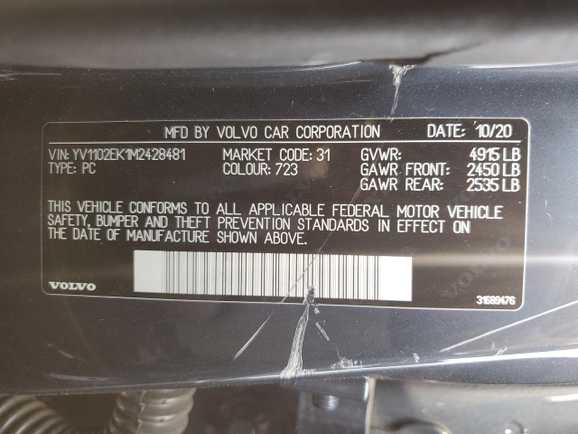 MFD BY VOLVO CAR CORPORATION DATE: 10/20
VIN: YV1102EK1M2428481 MARKET CODE: 31 GVWR: 4915 LB
TYPE: PC COLOUR: 723 GAWR FRONT: 2450 LB
GAWR REAR: 2535 LB
THIS VEHICLE CONFORMS TO ALL APPLICABLE FEDERAL MOTOR VEHICLE
SAFETY, BUMPER AND THEFT PREVENTION STANDARDS IN EFFECT ON
THE DATE OF MANUFACTURE SHOWN ABOVE.
VOLVO 31689476